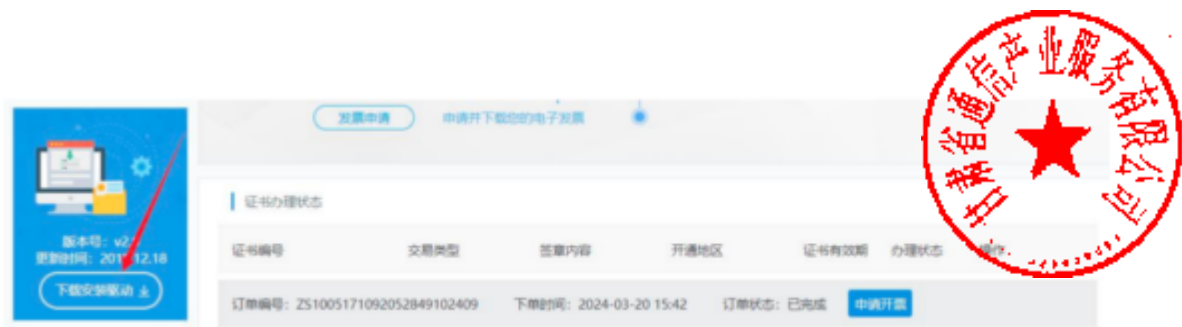 甘肃省通信产业服务有限公司
发票申请 申请并下载您的电子发票
证书办理状态
证书编号 交易类型 签章内容 开通地区 证书有效期 办理状态 操作
订单编号：ZS1005171092052849102409 下单时间：2024-03-20 15:42 订单状态：已完成 申请开票
版本号：v2.
更新时间：201 .12.18
下载安装驱动